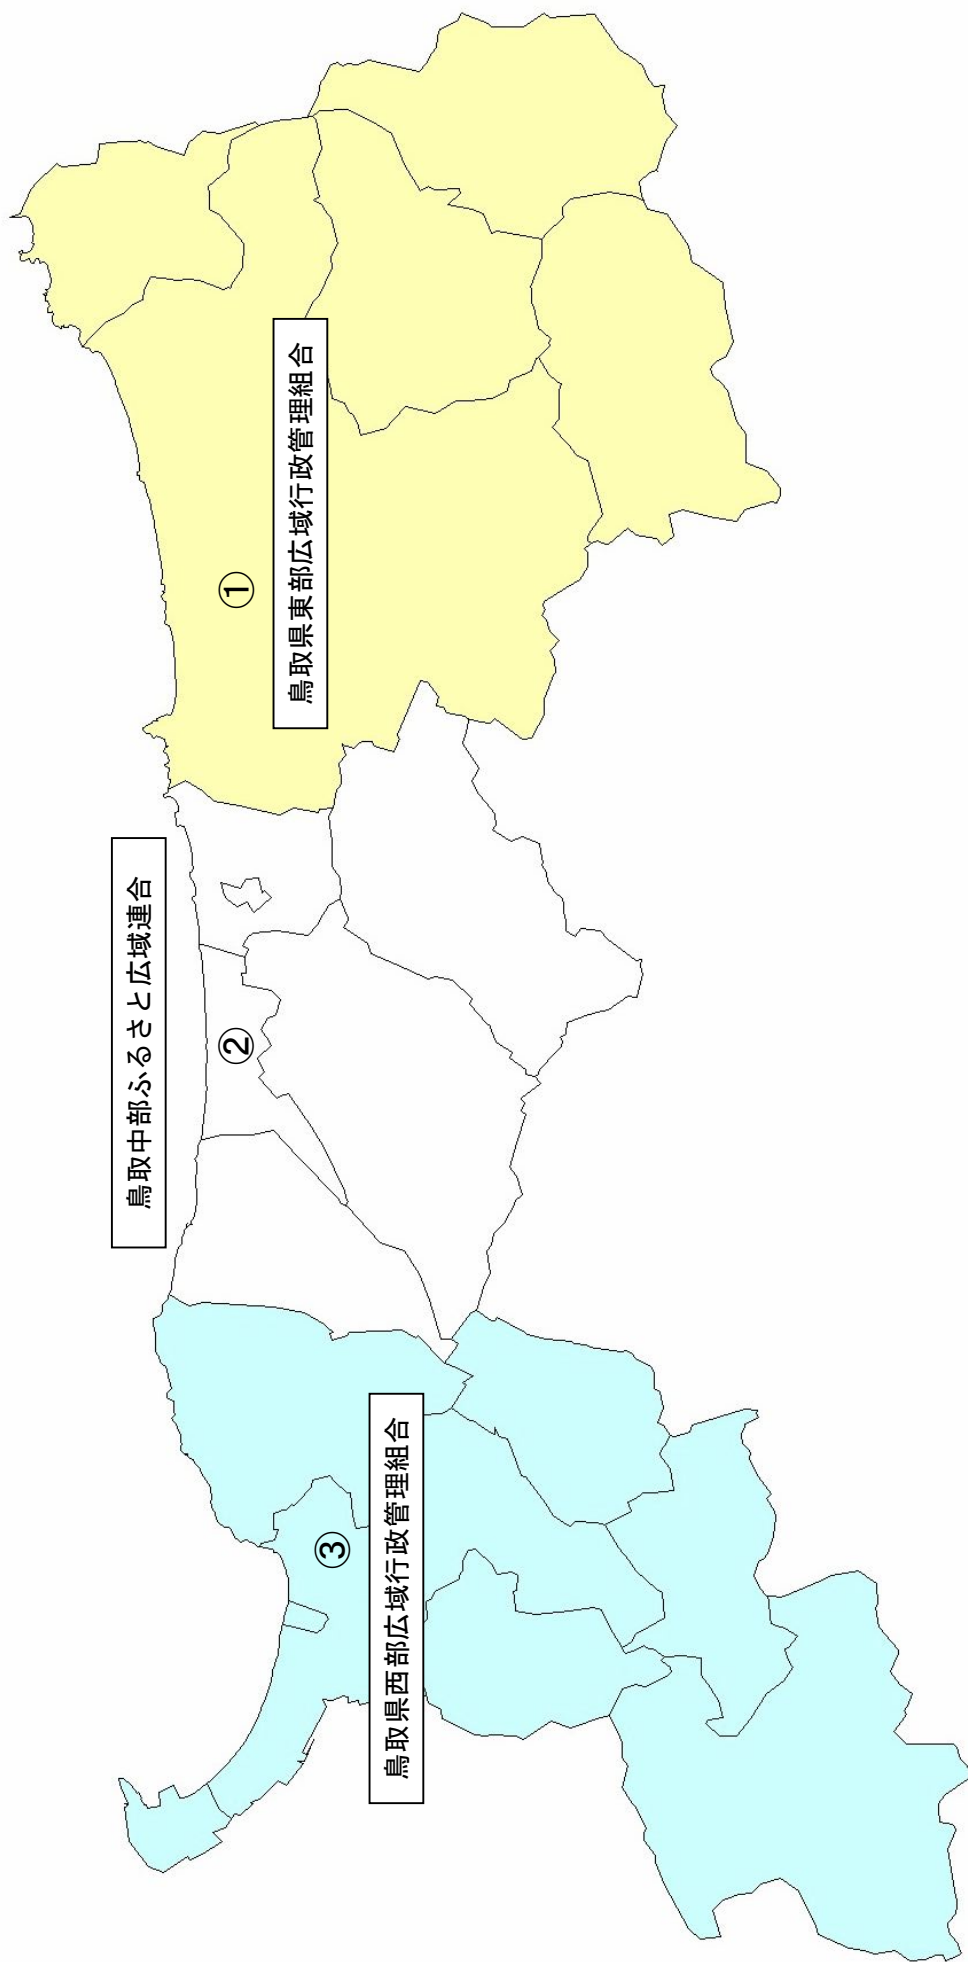 ①
鳥取県東部広域行政管理組合
鳥取中部ふるさと広域連合
②
③
鳥取県西部広域行政管理組合